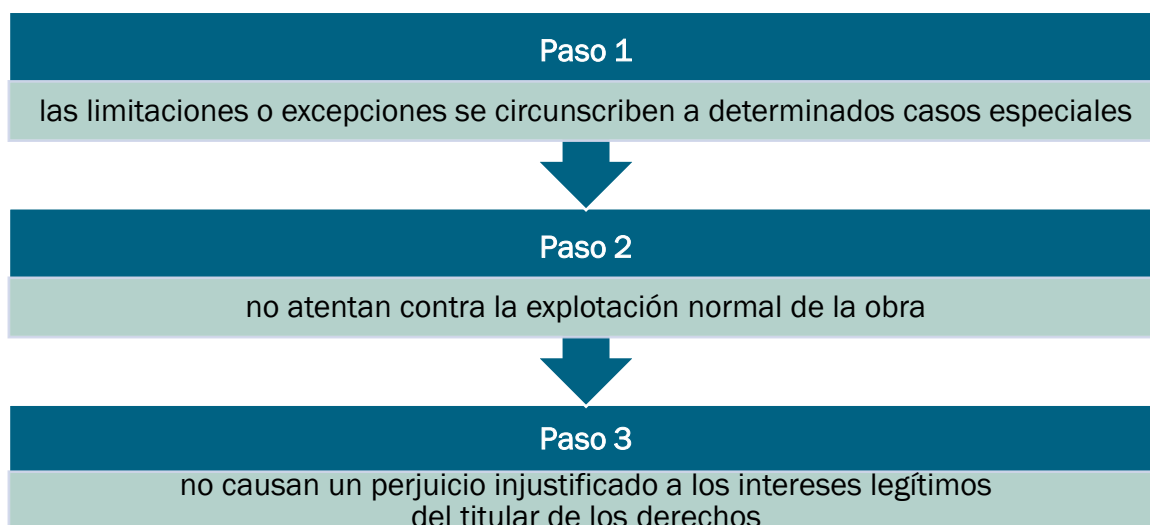 Paso 1
las limitaciones o excepciones se circunscriben a determinados casos especiales
Paso 2
no atentan contra la explotación normal de la obra
Paso 3
no causan un perjuicio injustificado a los intereses legítimos
del titular de los derechos